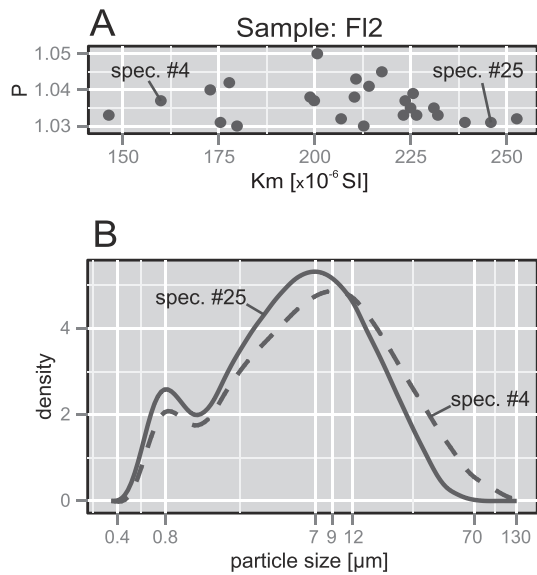 A
Sample: Fl2
P
1.05
1.04
1.03
spec. #4
spec. #25
150
175
200
225
250
Km [x10⁻⁶ SI]
B
density
4
2
0
spec. #25
spec. #4
0.4
0.8
7
9
12
70
130
particle size [µm]